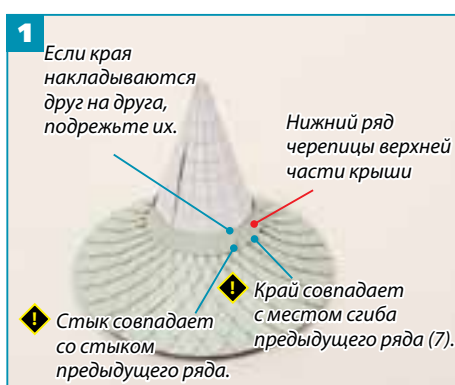 1
Если края
накладываются
друг на друга,
подрежьте их.
Нижний ряд
черепицы верхней
части крыши
! Край совпадает
с местом сгиба
предыдущего ряда (7).
! Стык совпадает
со стыком
предыдущего ряда.